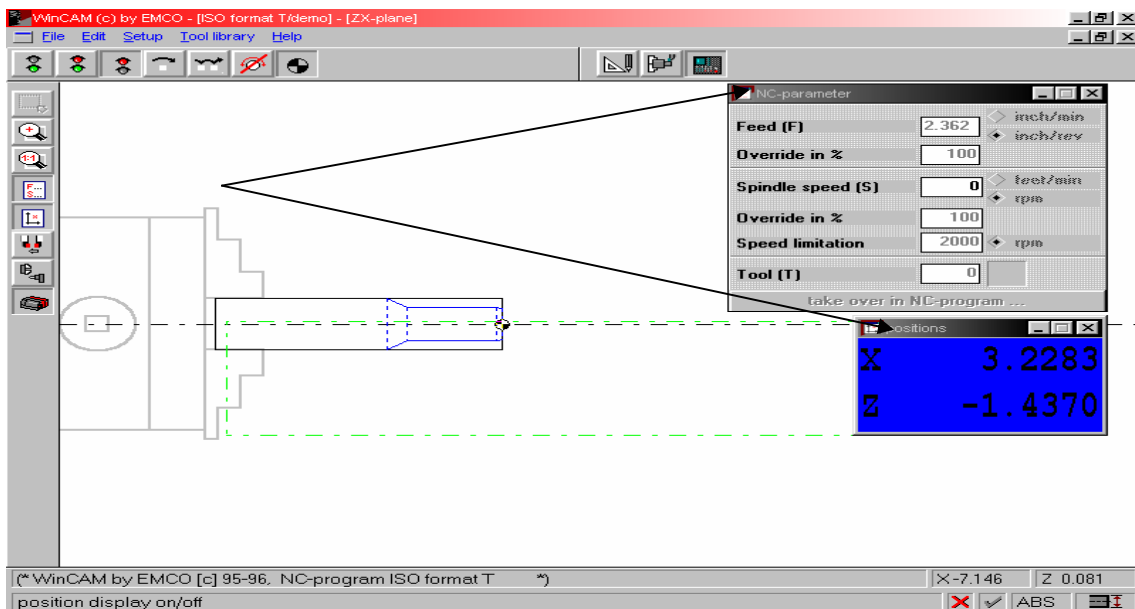 WinCAM (c) by EMCO - [ISO format T/demo] - [ZX-plane]
File Edit Setup Tool library Help
1:1
F...
S...
NC-parameter
Feed (F) 2.362 inch/min
inch/rev
Override in % 100
Spindle speed (S) 0 feet/min
rpm
Override in % 100
Speed limitation 2000 rpm
Tool (T) 0
take over in NC-program ...
positions
X 3.2283
Z -1.4370
(* WinCAM by EMCO [c] 95-96, NC-program ISO format T *) X-7.146 Z 0.081
position display on/off ABS